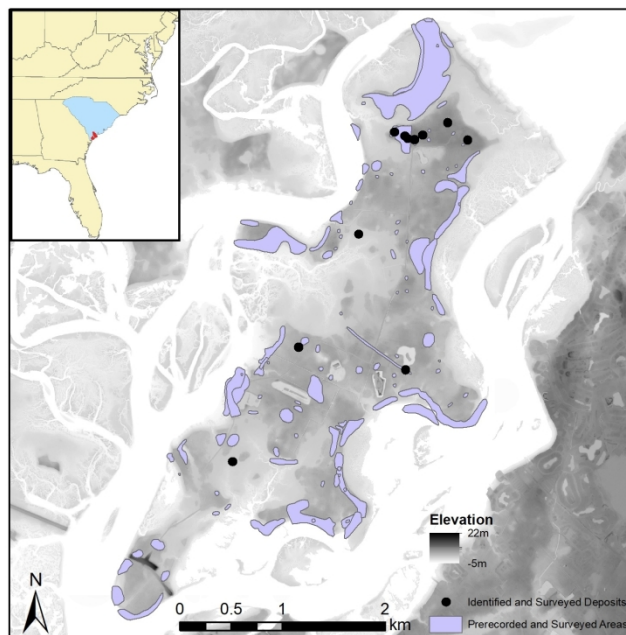 Elevation
22m
-5m
Identified and Surveyed Deposits
Prerecorded and Surveyed Areas
N
0 0.5 1 2
km